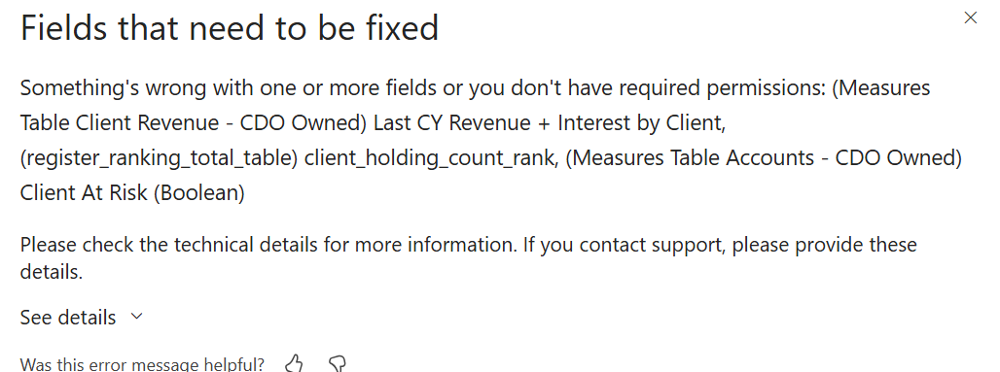 Fields that need to be fixed
Something's wrong with one or more fields or you don't have required permissions: (Measures
Table Client Revenue - CDO Owned) Last CY Revenue + Interest by Client,
(register_ranking_total_table) client_holding_count_rank, (Measures Table Accounts - CDO Owned)
Client At Risk (Boolean)
Please check the technical details for more information. If you contact support, please provide these
details.
See details
Was this error message helpful?